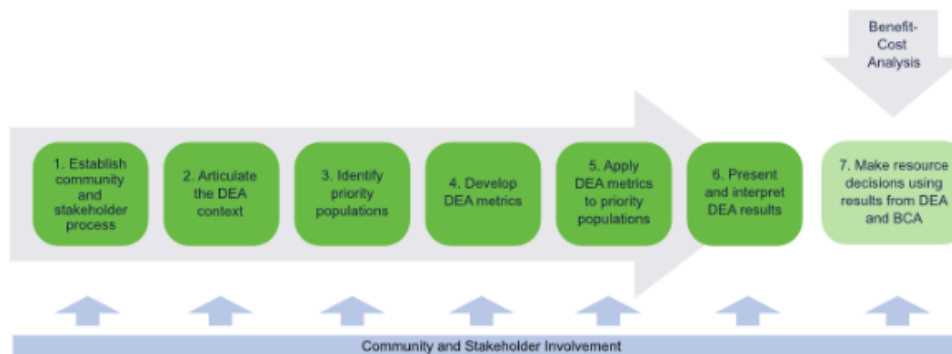 Benefit-
Cost
Analysis
1. Establish
community
and
stakeholder
process
2. Articulate
the DEA
context
3. Identify
priority
populations
4. Develop
DEA metrics
5. Apply
DEA metrics
to priority
populations
6. Present
and interpret
DEA results
7. Make resource
decisions using
results from DEA
and BCA
Community and Stakeholder Involvement